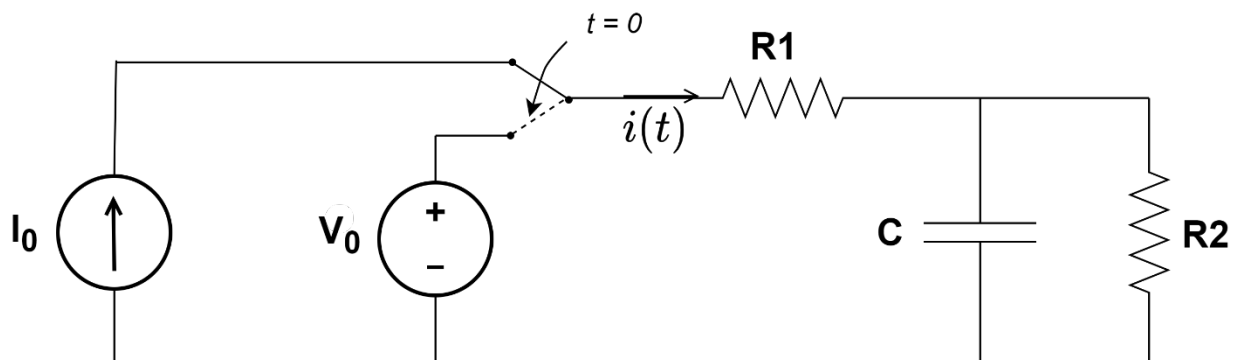 t = 0
R1
i(t)
I₀
V₀
+
−
C
R2